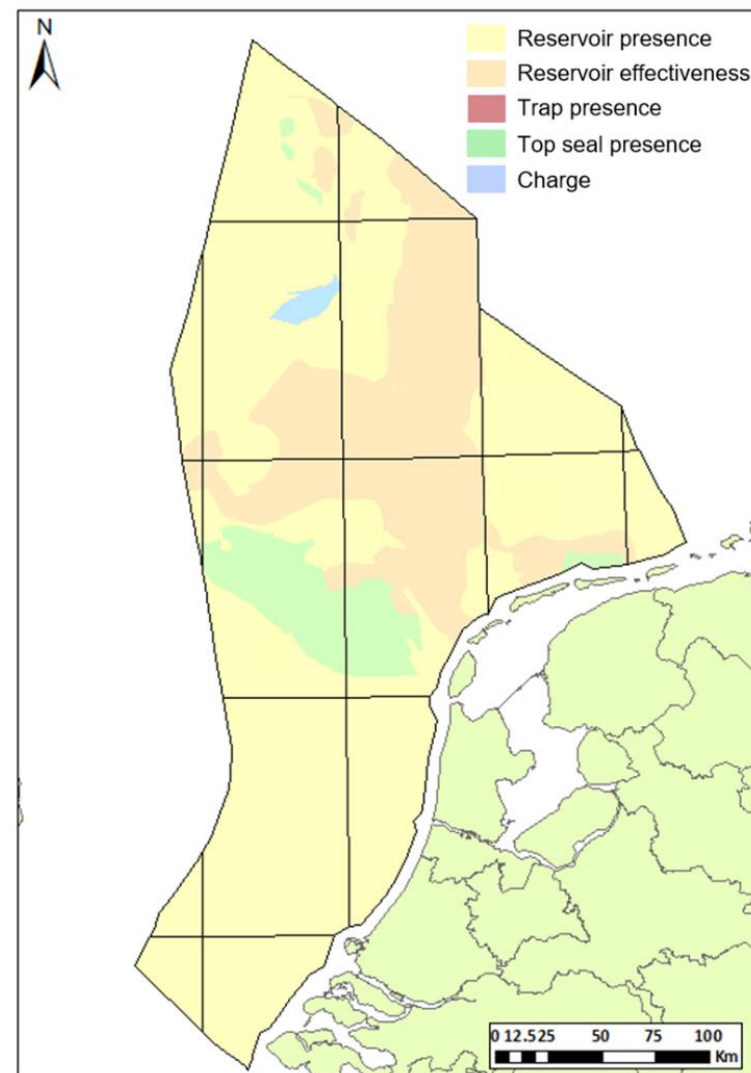 N
Reservoir presence
Reservoir effectiveness
Trap presence
Top seal presence
Charge
0 12.525 50 75 100
Km